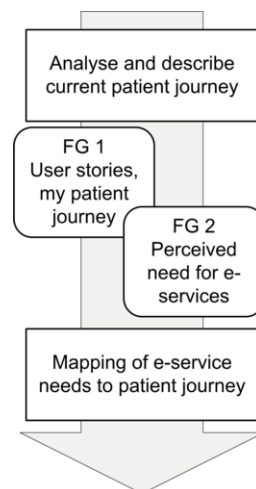 Analyse and describe
current patient journey
FG 1
User stories,
my patient
journey
FG 2
Perceived
need for e-
services
Mapping of e-service
needs to patient journey